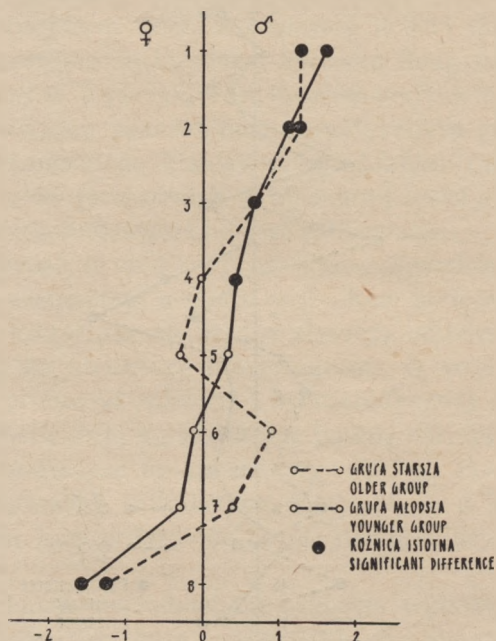 ♀ ♂
1
2
3
4
5
6
7
8
GRUPA STARSZA
OLDER GROUP
GRUPA MŁODSZA
YOUNGER GROUP
RÓŻNICA ISTOTNA
SIGNIFICANT DIFFERENCE
-2 -1 0 1 2